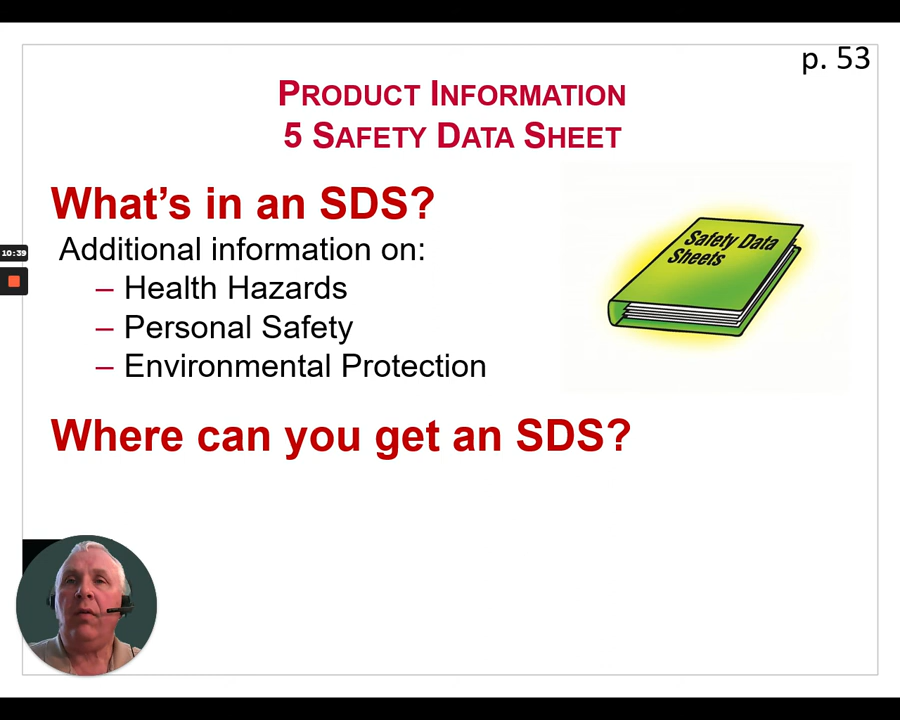 p. 53
PRODUCT INFORMATION
5 SAFETY DATA SHEET
What's in an SDS?
Additional information on:
– Health Hazards
– Personal Safety
– Environmental Protection
Safety Data
Sheets
Where can you get an SDS?
10:39